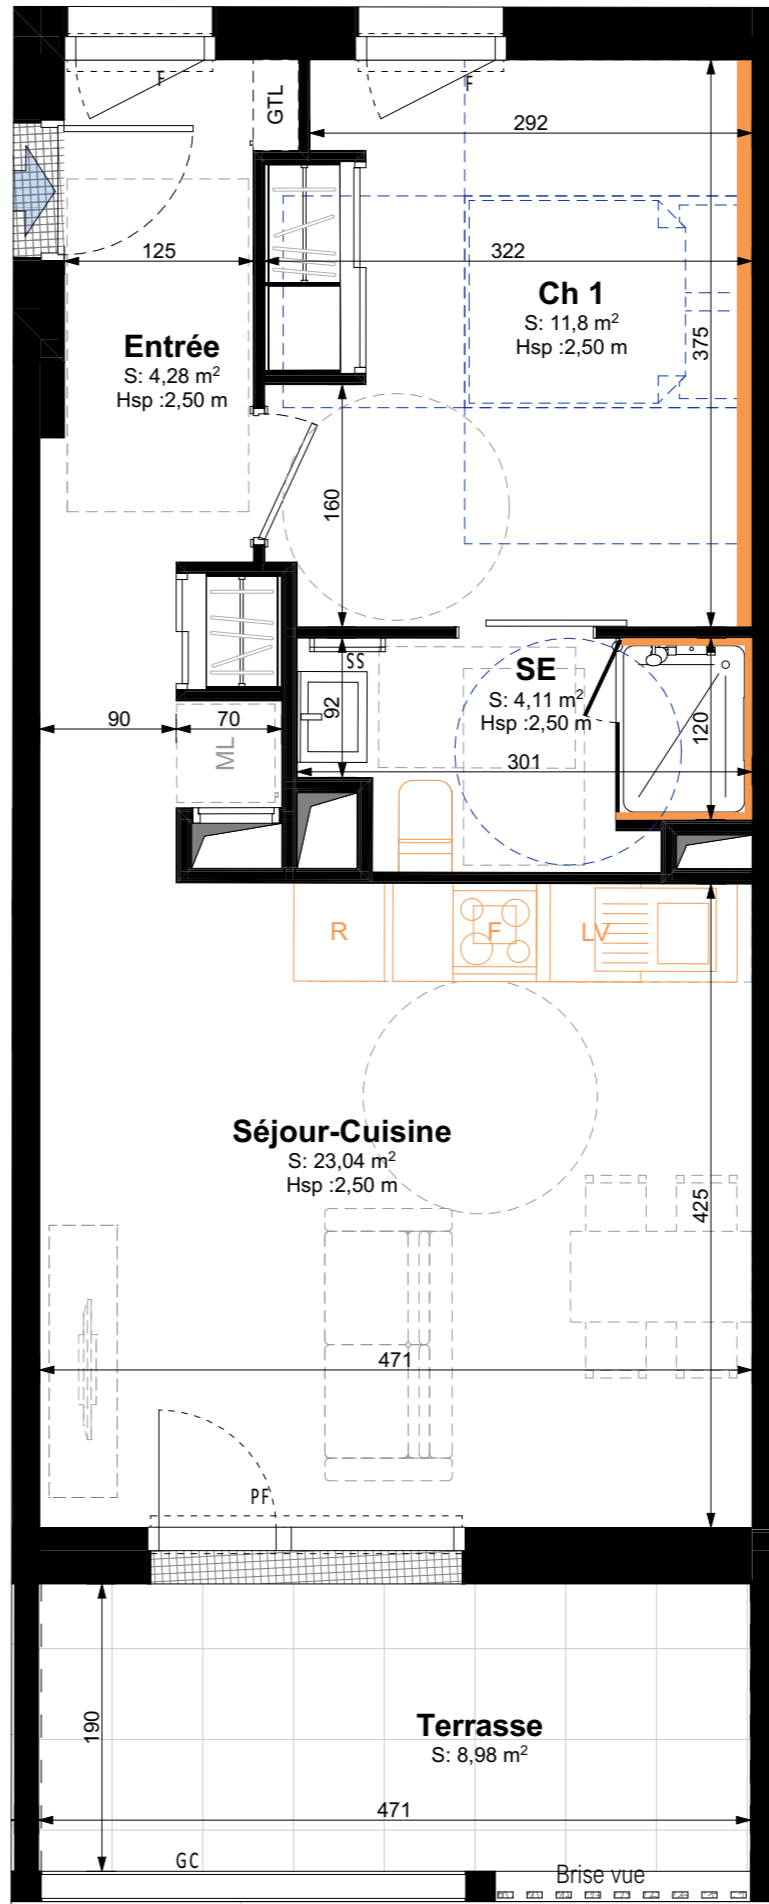 F
F
GTL
292
125
322
Ch 1
S: 11,8 m²
Hsp :2,50 m
375
Entrée
S: 4,28 m²
Hsp :2,50 m
160
SS
SE
S: 4,11 m²
Hsp :2,50 m
92
120
90
70
ML
301
R
F
LV
Séjour-Cuisine
S: 23,04 m²
Hsp :2,50 m
425
471
PF
190
Terrasse
S: 8,98 m²
471
GC
Brise vue